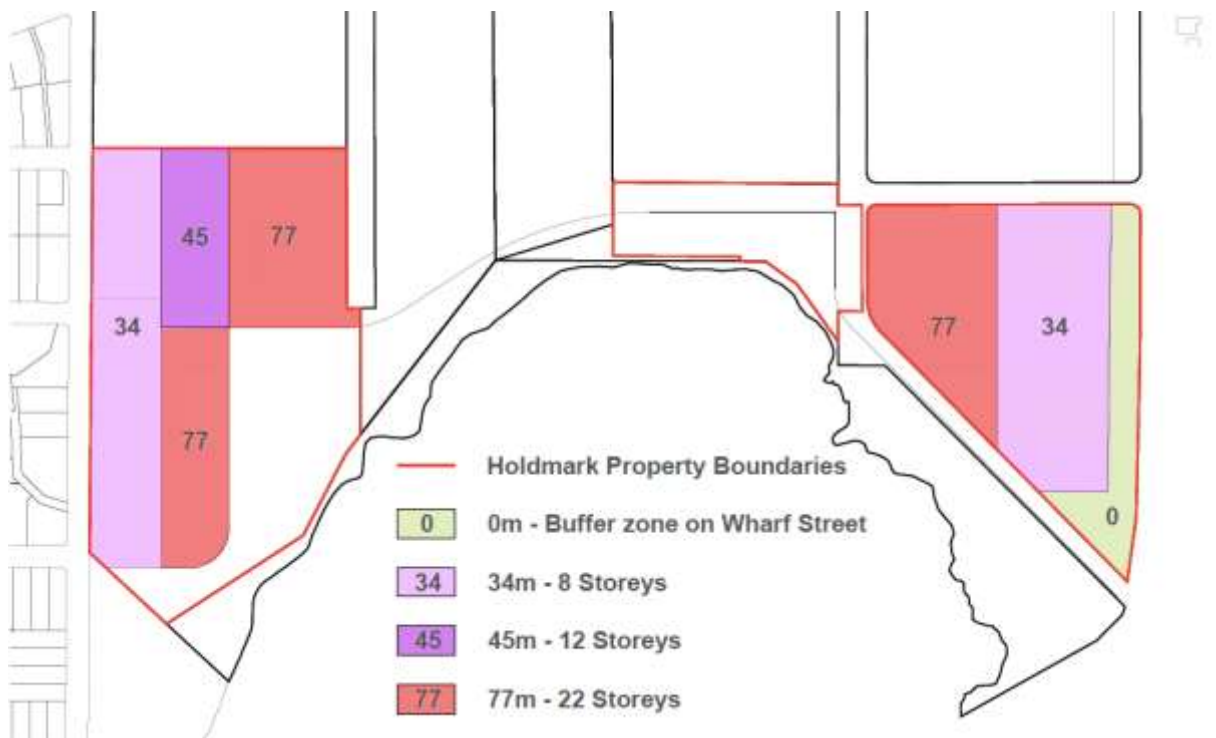 45
77
34
77
77
34
0
Holdmark Property Boundaries
0 0m - Buffer zone on Wharf Street
34 34m - 8 Storeys
45 45m - 12 Storeys
77 77m - 22 Storeys